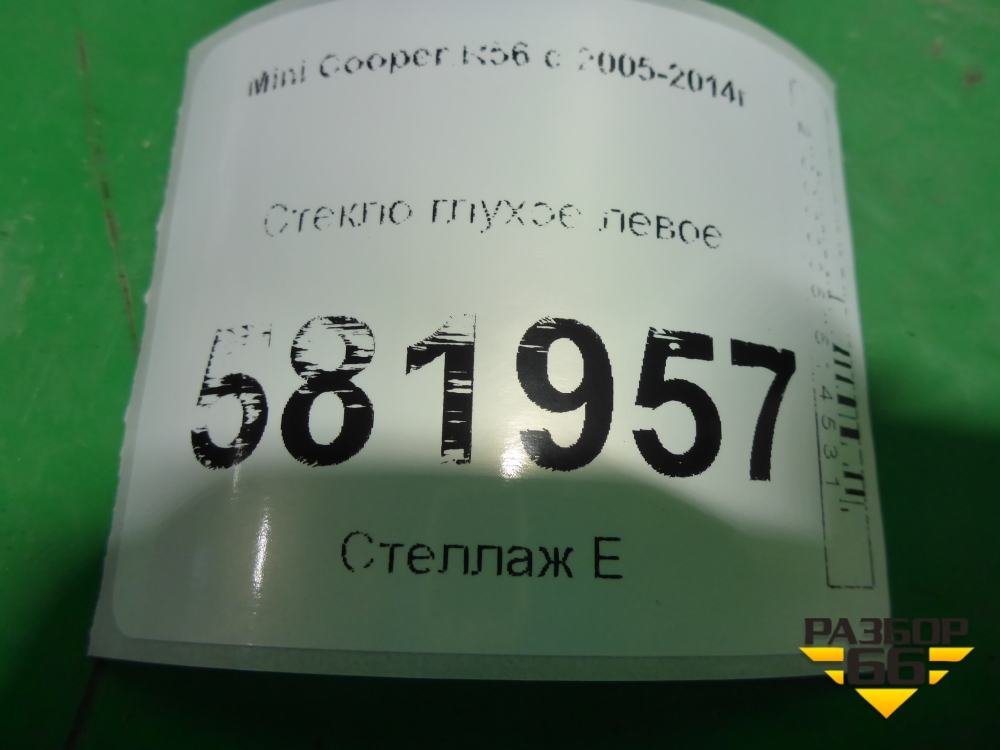 Mini Cooper R56 с 2005-2014г
Стекло глухое левое
581957
Стеллаж Е
РАЗБОР
66